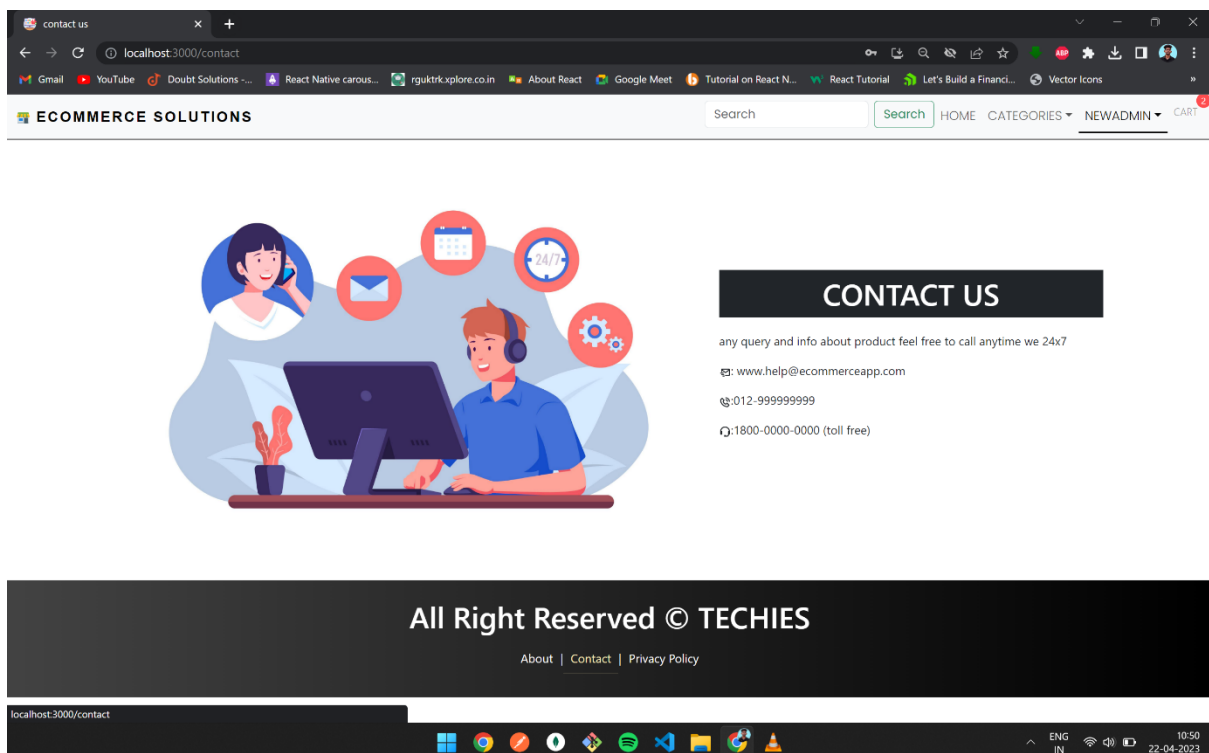 contact us
localhost:3000/contact
Gmail YouTube Doubt Solutions -... React Native carous... rguktrk.xplore.co.in About React Google Meet Tutorial on React N... React Tutorial Let's Build a Financi... Vector Icons »
ECOMMERCE SOLUTIONS Search Search HOME CATEGORIES NEWADMIN CART 2
24/7
CONTACT US
any query and info about product feel free to call anytime we 24x7
: www.help@ecommerceapp.com
:012-999999999
:1800-0000-0000 (toll free)
All Right Reserved © TECHIES
About | Contact | Privacy Policy
localhost:3000/contact
ENG 10:50
IN 22-04-2023